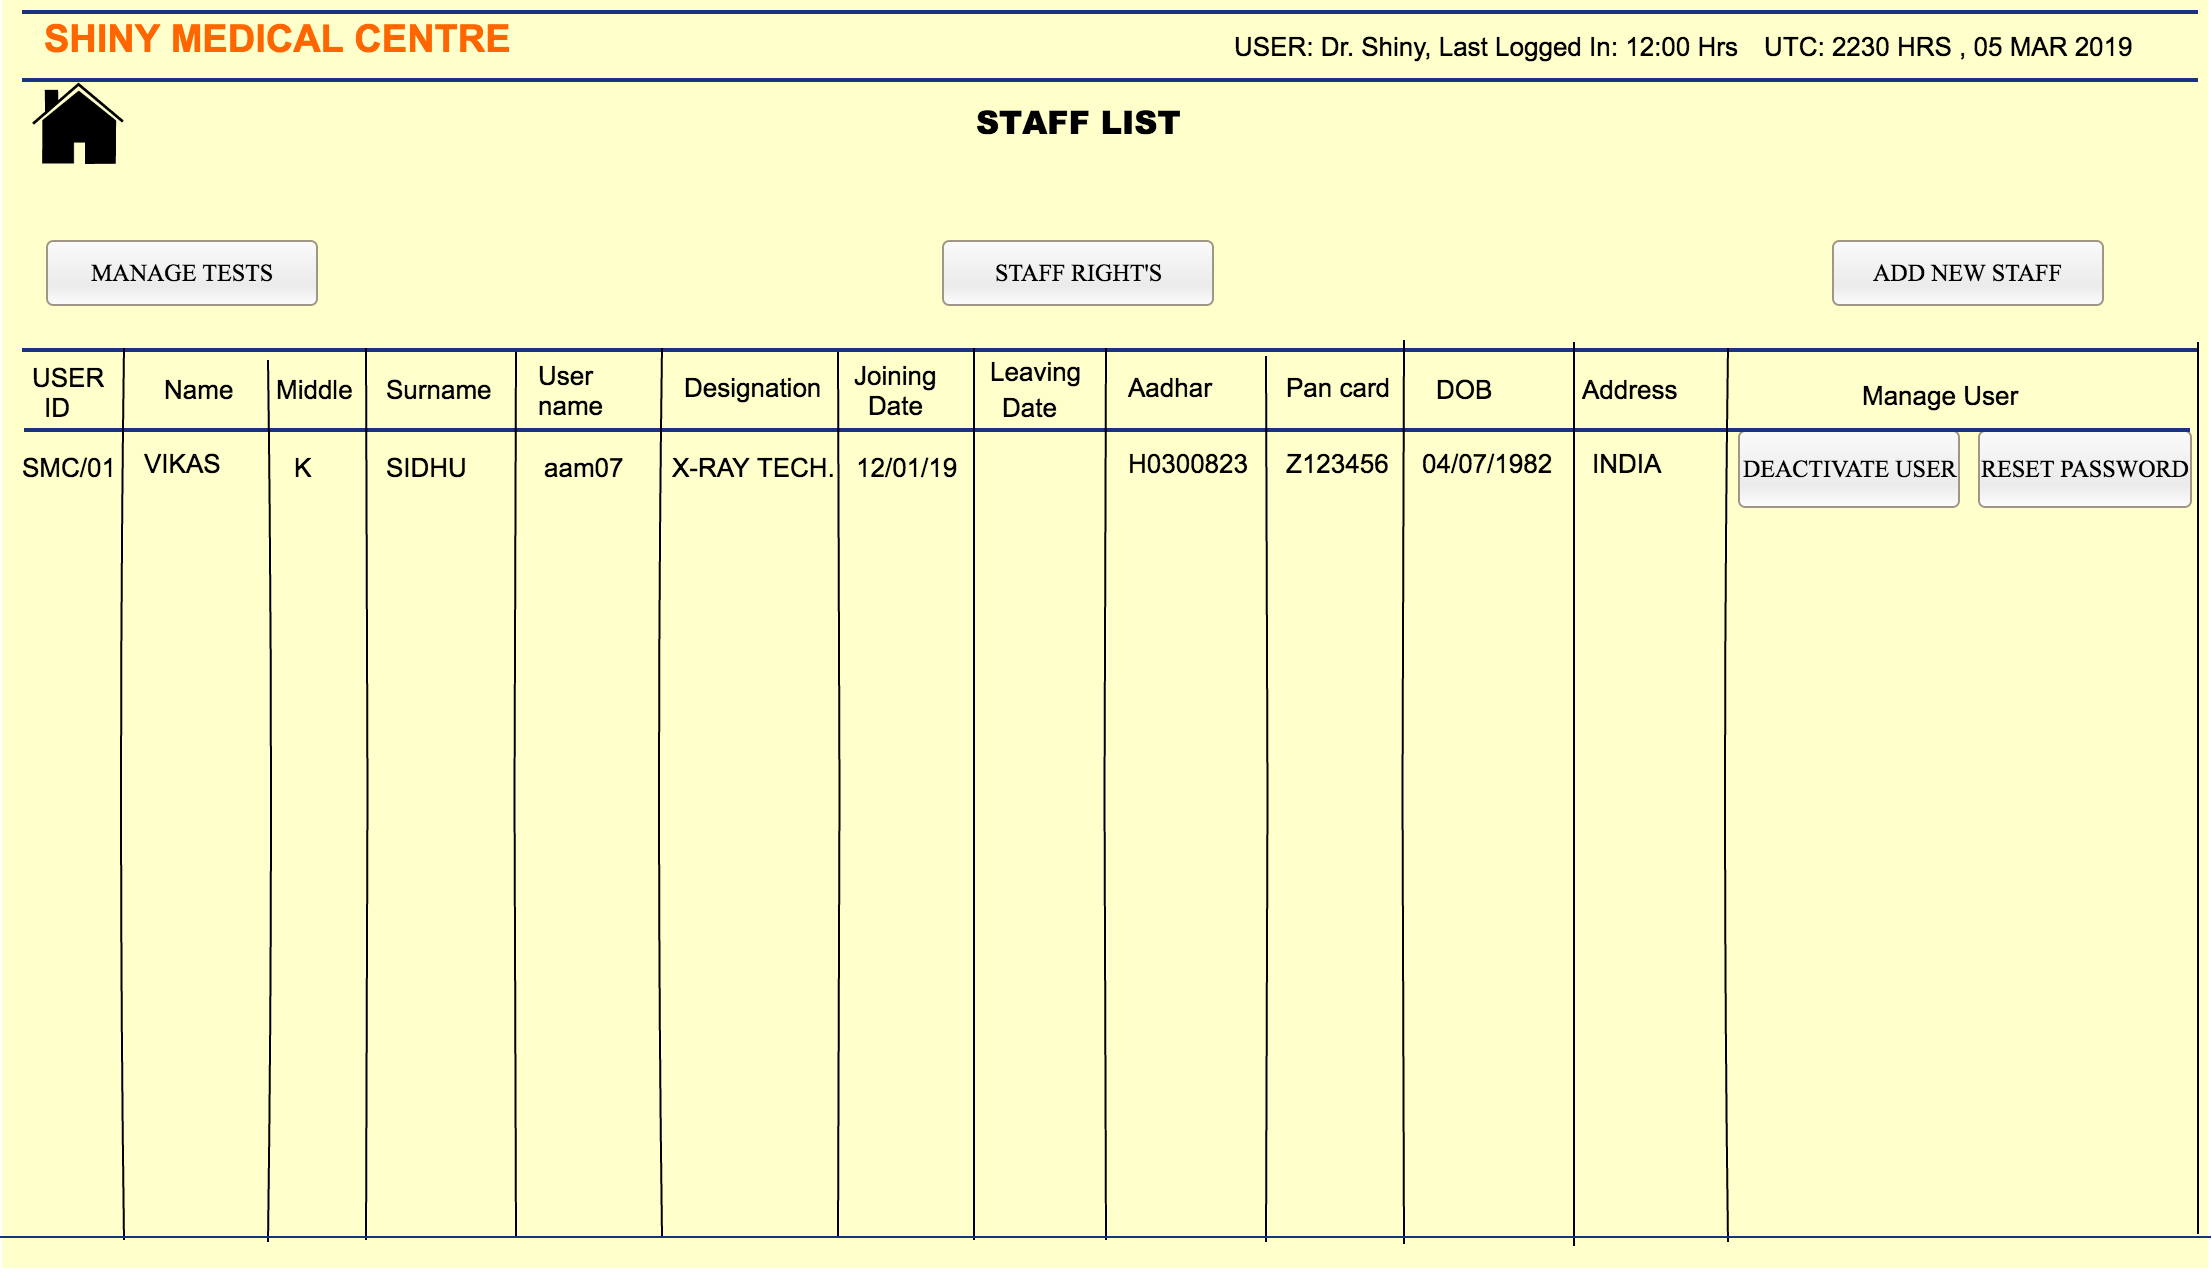 SHINY MEDICAL CENTRE
USER: Dr. Shiny, Last Logged In: 12:00 Hrs UTC: 2230 HRS , 05 MAR 2019
STAFF LIST
MANAGE TESTS
STAFF RIGHT'S
ADD NEW STAFF
USER ID
Name
Middle
Surname
User name
Designation
Joining Date
Leaving Date
Aadhar
Pan card
DOB
Address
Manage User
SMC/01 VIKAS K SIDHU aam07 X-RAY TECH. 12/01/19 H0300823 Z123456 04/07/1982 INDIA DEACTIVATE USER RESET PASSWORD